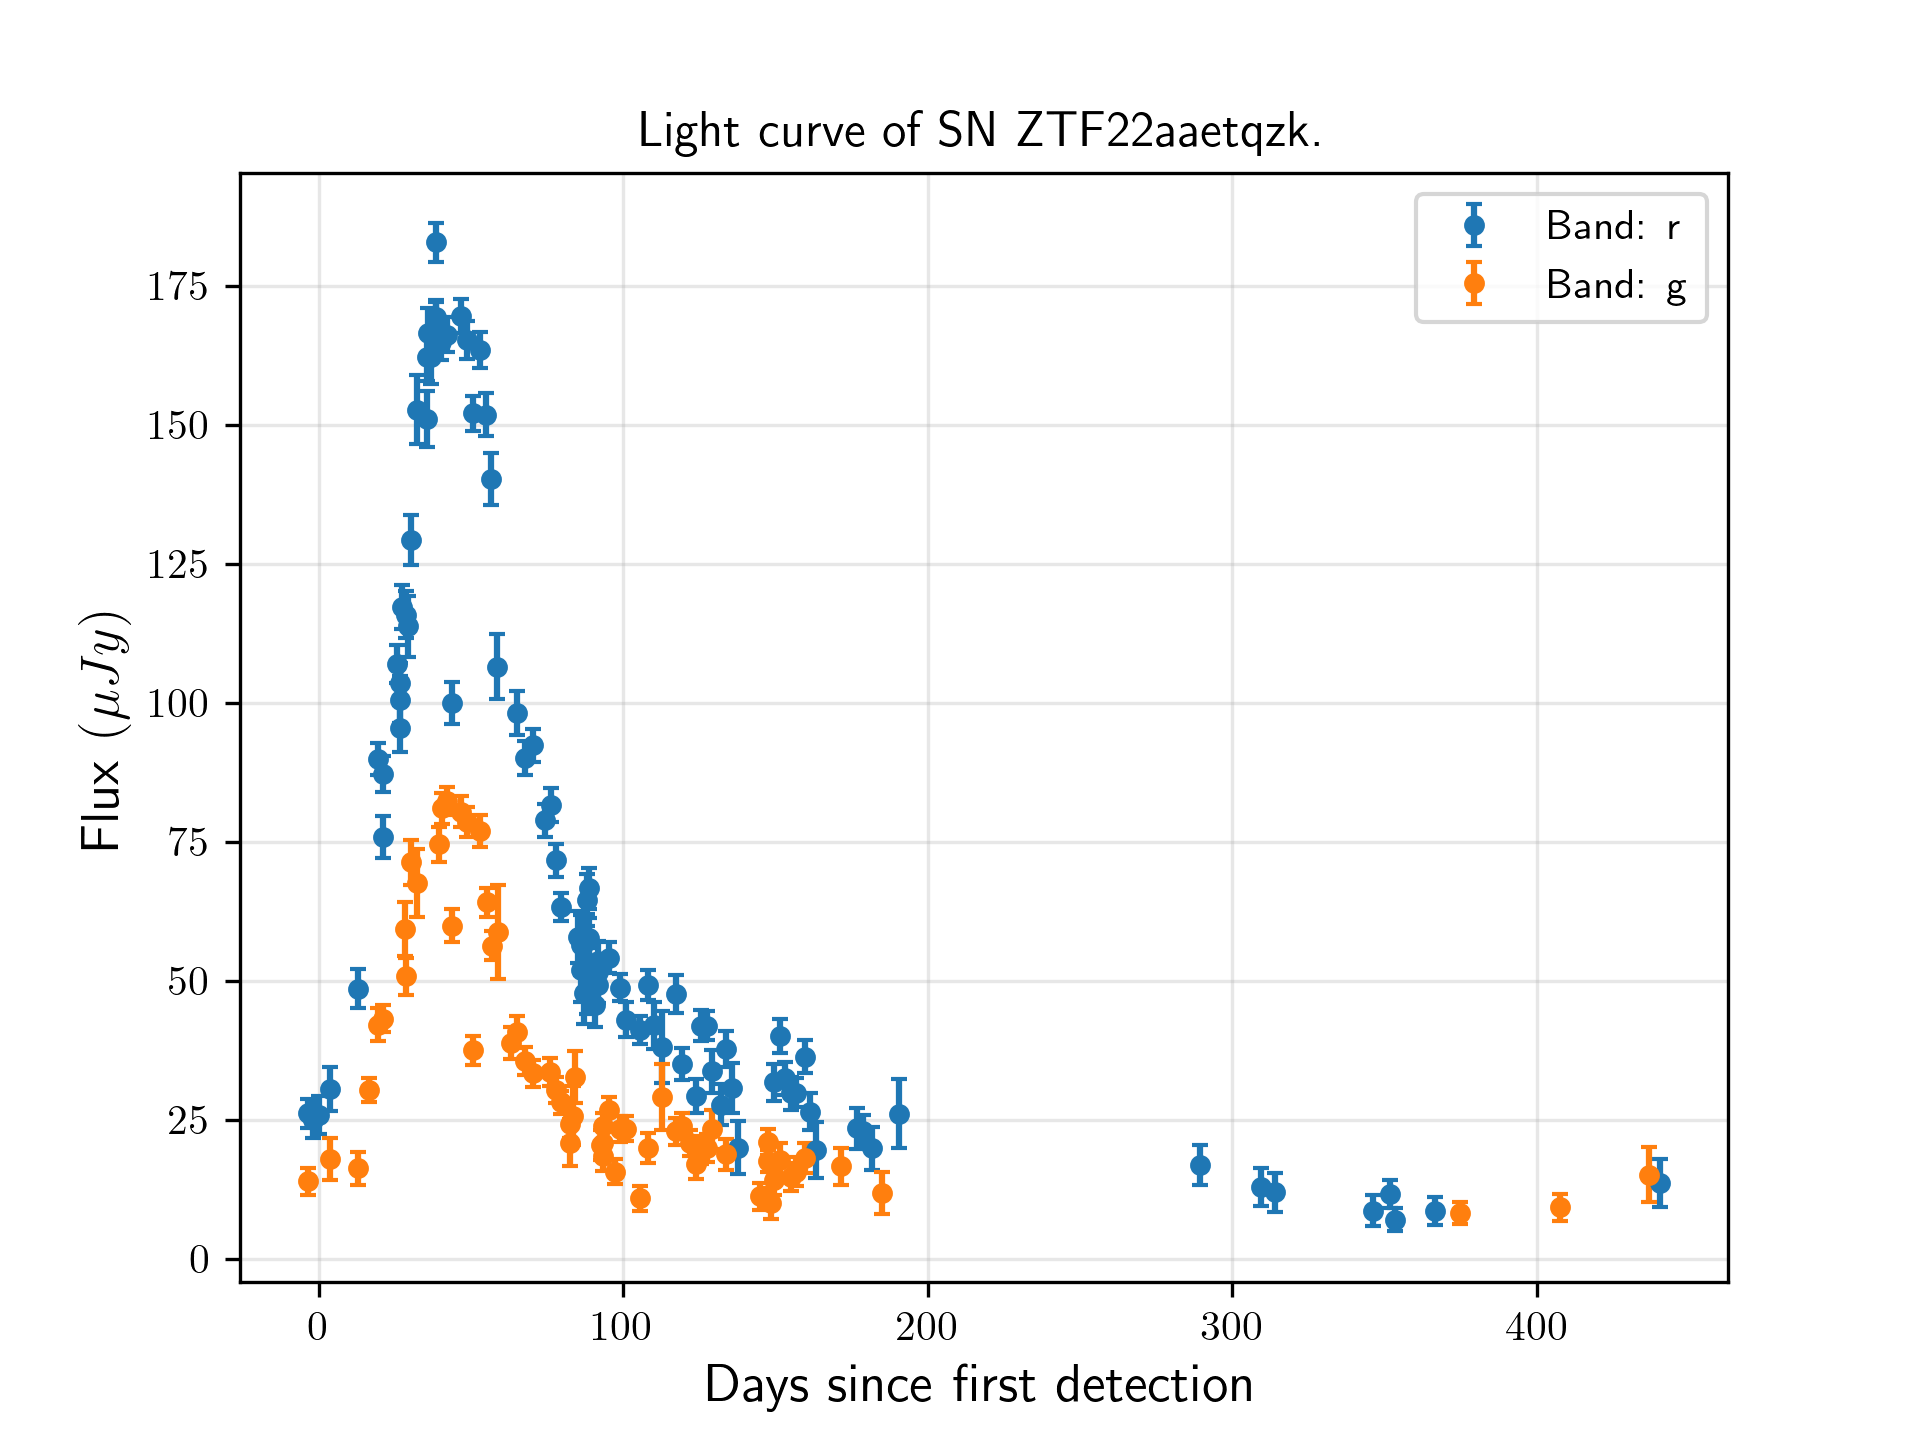 Light curve of SN ZTF22aaetqzk.
Band: r
Band: g
Flux (μJy)
175
150
125
100
75
50
25
0
0 100 200 300 400
Days since first detection